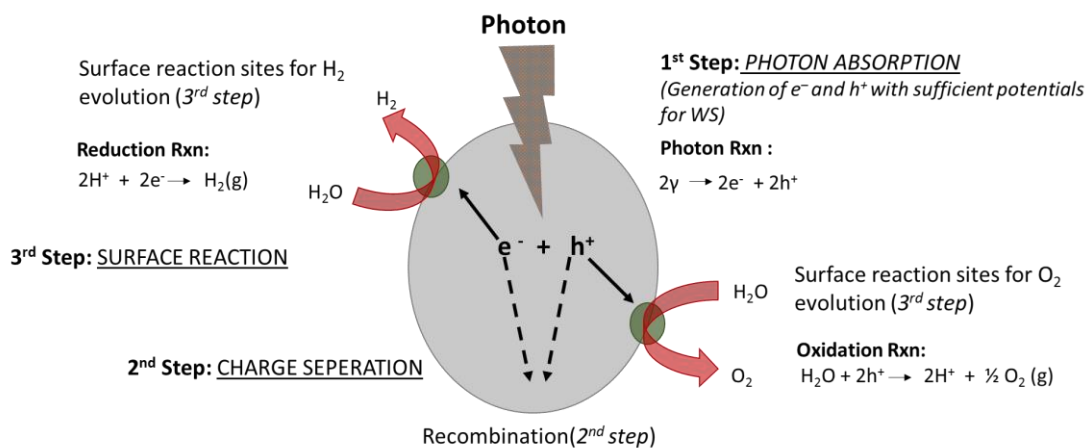 Photon
Surface reaction sites for H₂
evolution (3ʳᵈ step)
H₂
Reduction Rxn:
2H⁺ + 2e⁻ → H₂(g)
H₂O
1ˢᵗ Step: PHOTON ABSORPTION
(Generation of e⁻ and h⁺ with sufficient potentials
for WS)
Photon Rxn :
2γ → 2e⁻ + 2h⁺
e⁻ + h⁺
3ʳᵈ Step: SURFACE REACTION
Surface reaction sites for O₂
evolution (3ʳᵈ step)
H₂O
O₂
Oxidation Rxn:
H₂O + 2h⁺ → 2H⁺ + ½ O₂ (g)
2ⁿᵈ Step: CHARGE SEPERATION
Recombination(2ⁿᵈ step)